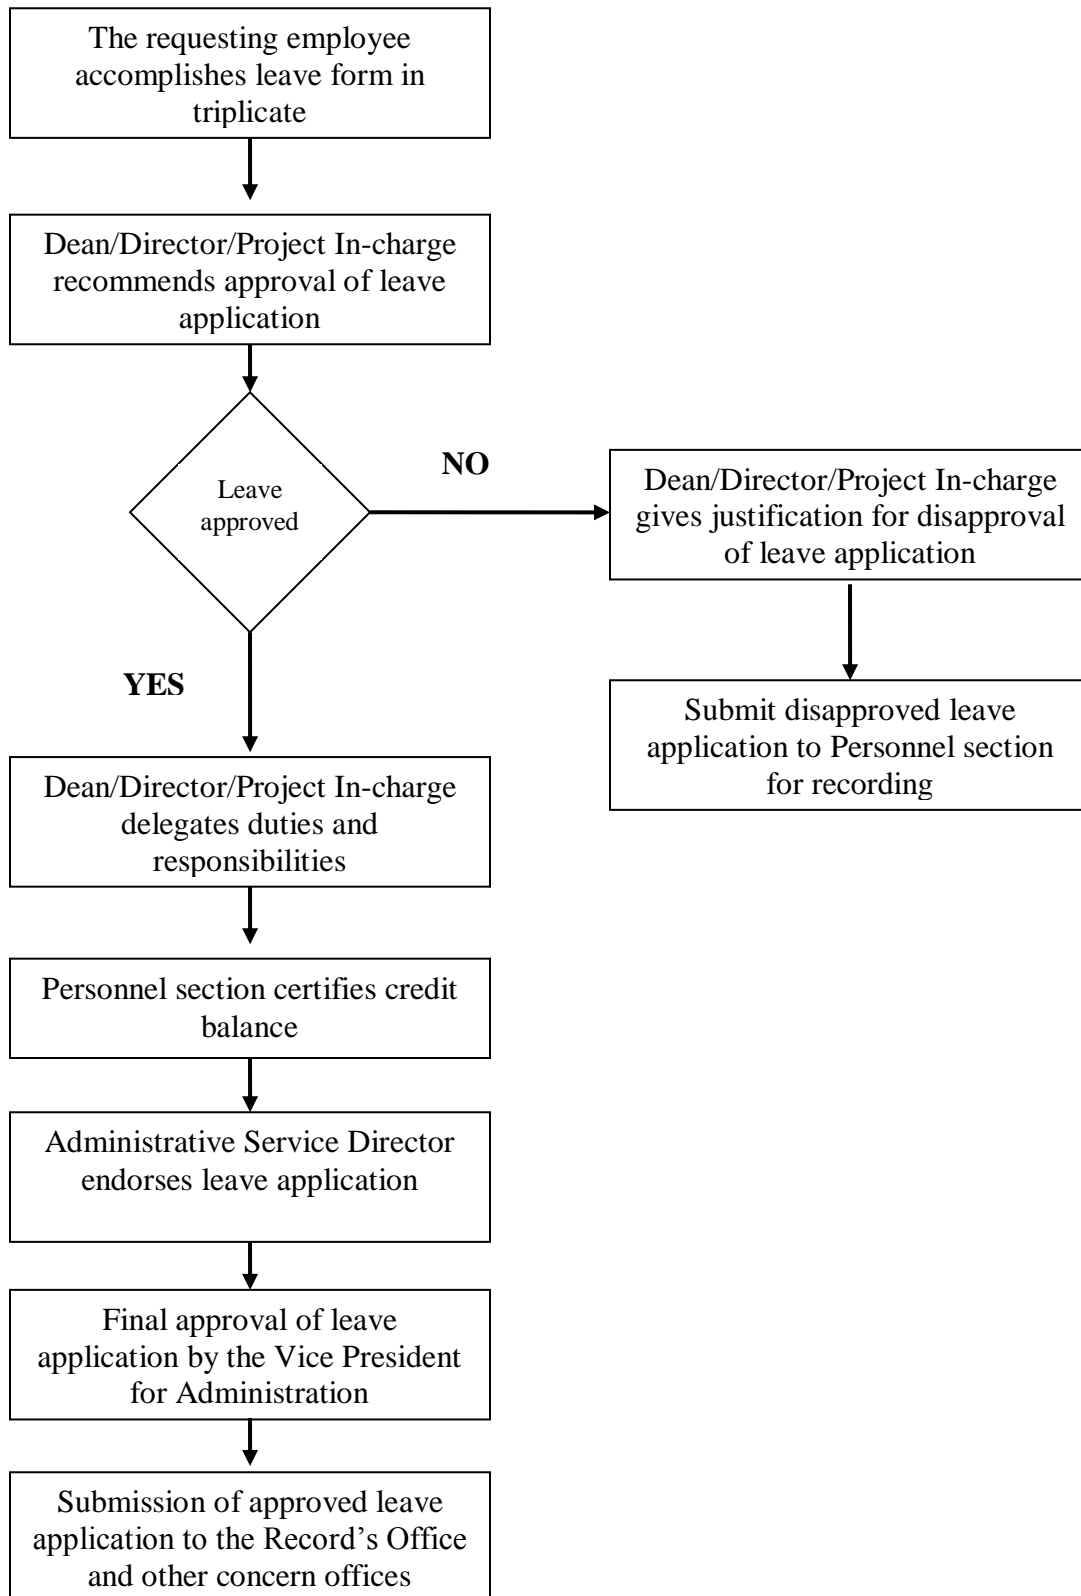 The requesting employee
accomplishes leave form in
triplicate
Dean/Director/Project In-charge
recommends approval of leave
application
Leave
approved
NO
Dean/Director/Project In-charge
gives justification for disapproval
of leave application
Submit disapproved leave
application to Personnel section
for recording
YES
Dean/Director/Project In-charge
delegates duties and
responsibilities
Personnel section certifies credit
balance
Administrative Service Director
endorses leave application
Final approval of leave
application by the Vice President
for Administration
Submission of approved leave
application to the Record’s Office
and other concern offices